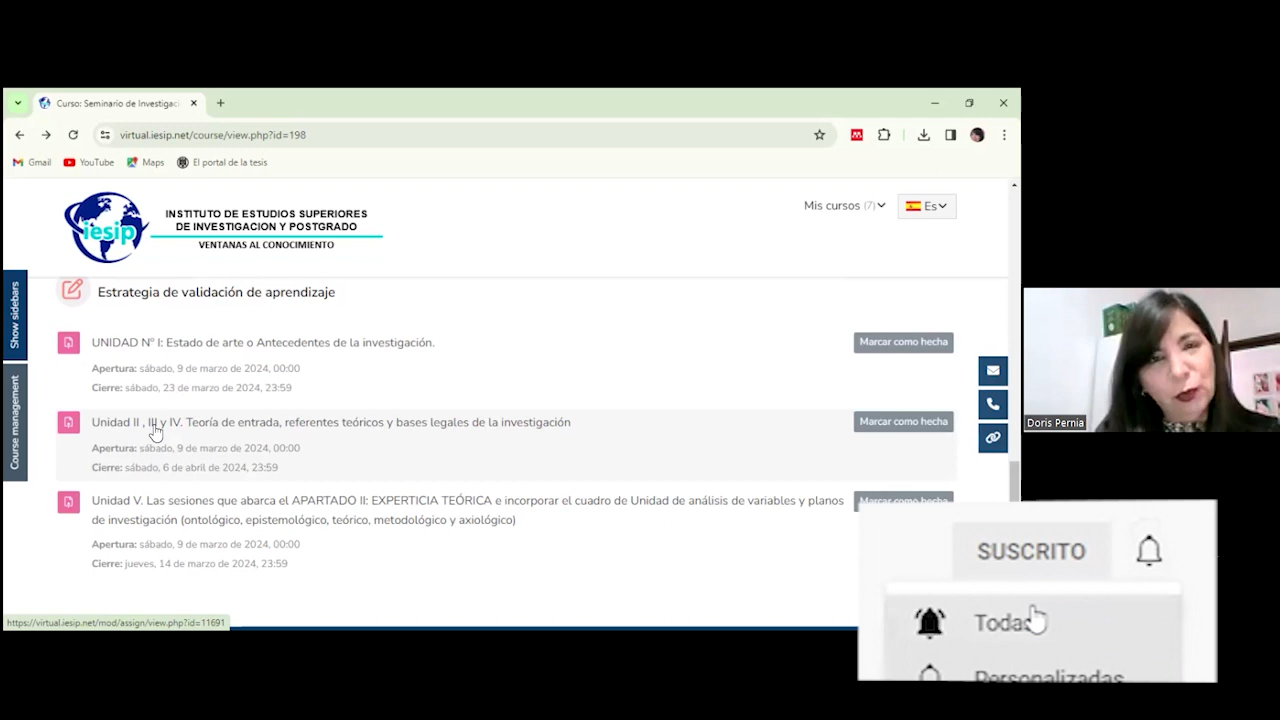 Curso: Seminario de Investigaci
virtual.iesip.net/course/view.php?id=198
Gmail
YouTube
Maps
El portal de la tesis
iesip
INSTITUTO DE ESTUDIOS SUPERIORES
DE INVESTIGACION Y POSTGRADO
VENTANAS AL CONOCIMIENTO
Mis cursos (7)
Es
Show sidebars
Course management
Estrategia de validación de aprendizaje
UNIDAD Nº I: Estado de arte o Antecedentes de la investigación.
Marcar como hecha
Apertura: sábado, 9 de marzo de 2024, 00:00
Cierre: sábado, 23 de marzo de 2024, 23:59
Unidad II , III y IV. Teoría de entrada, referentes teóricos y bases legales de la investigación
Marcar como hecha
Apertura: sábado, 9 de marzo de 2024, 00:00
Cierre: sábado, 6 de abril de 2024, 23:59
Unidad V. Las sesiones que abarca el APARTADO II: EXPERTICIA TEÓRICA e incorporar el cuadro de Unidad de análisis de variables y planos
de investigación (ontológico, epistemológico, teórico, metodológico y axiológico)
Marcar como hecha
Apertura: sábado, 9 de marzo de 2024, 00:00
Cierre: jueves, 14 de marzo de 2024, 23:59
https://virtual.iesip.net/mod/assign/view.php?id=11691
Doris Pernia
SUSCRITO
Todas
Personalizadas